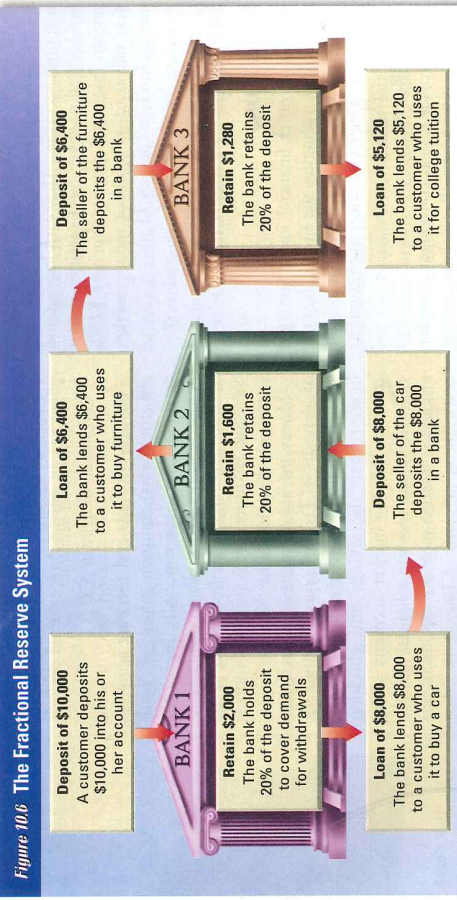 Figure 10.6 The Fractional Reserve System
Deposit of $10,000
A customer deposits
$10,000 into his or
her account
BANK 1
Retain $2,000
The bank holds
20% of the deposit
to cover demand
for withdrawals
Loan of $8,000
The bank lends $8,000
to a customer who uses
it to buy a car
Deposit of $8,000
The seller of the car
deposits the $8,000
in a bank
BANK 2
Retain $1,600
The bank retains
20% of the deposit
Loan of $6,400
The bank lends $6,400
to a customer who uses
it to buy furniture
Deposit of $6,400
The seller of the furniture
deposits the $6,400
in a bank
BANK 3
Retain $1,280
The bank retains
20% of the deposit
Loan of $5,120
The bank lends $5,120
to a customer who uses
it for college tuition